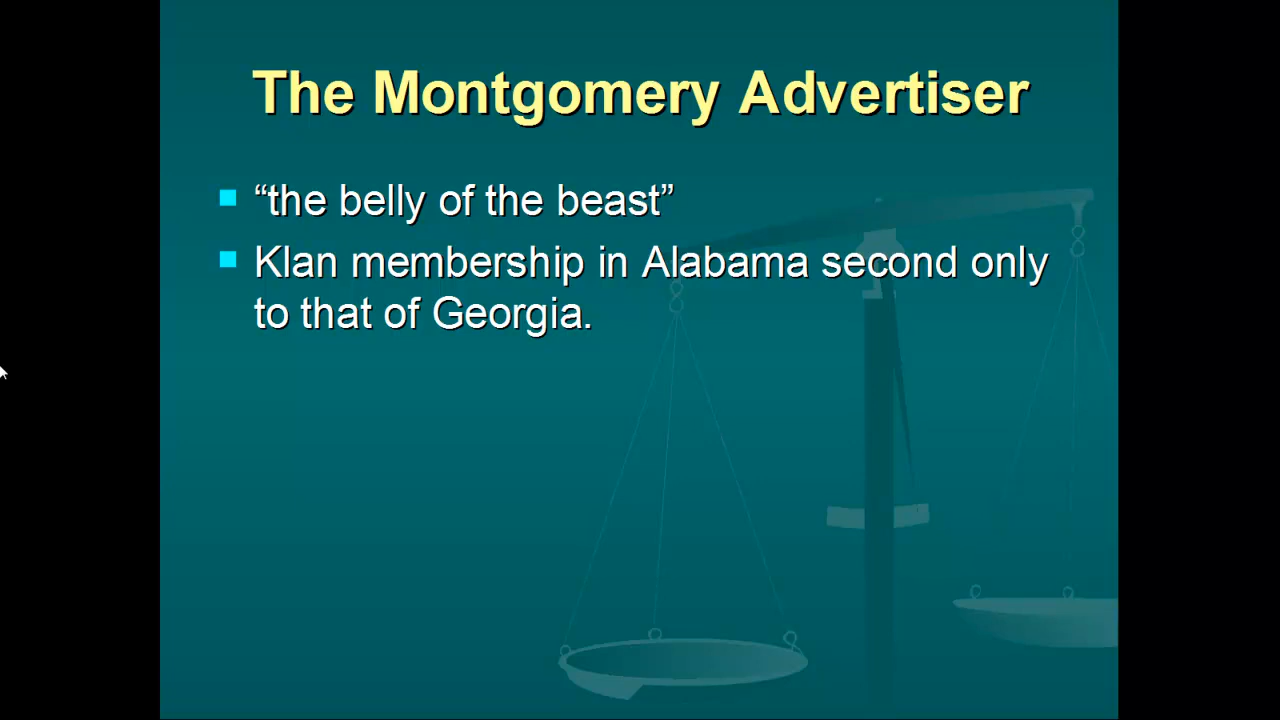 The Montgomery Advertiser
“the belly of the beast”
Klan membership in Alabama second only
to that of Georgia.